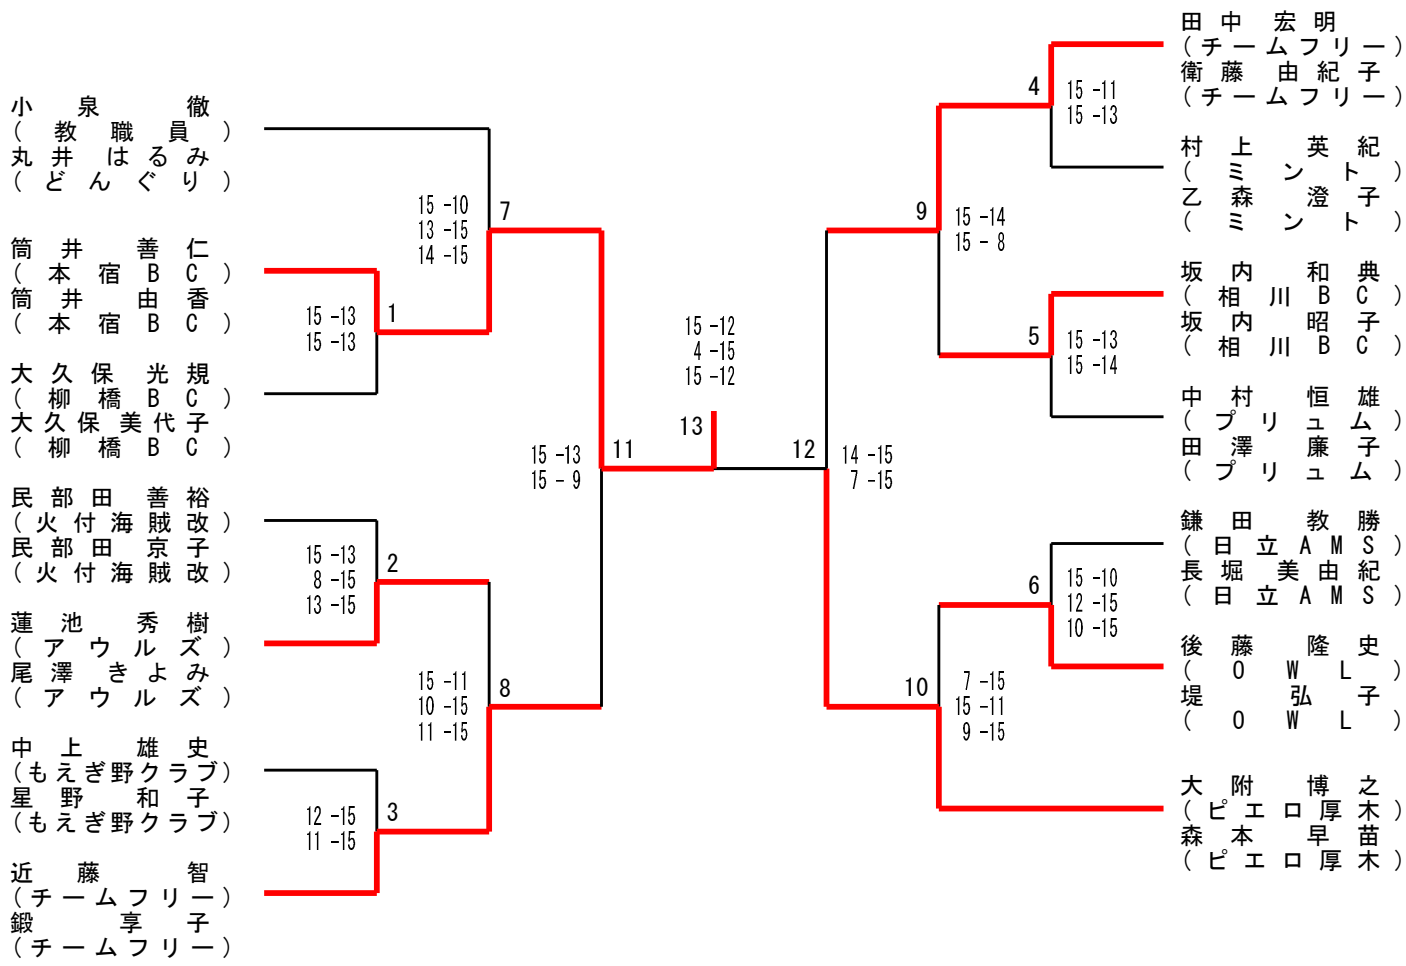 小泉 徹
(教職員)
丸井 はるみ
(どんぐり)
筒井 善仁
(本宿BC)
筒井 由香
(本宿BC)
大久保 光規
(柳橋BC)
大久保 美代子
(柳橋BC)
民部田 善裕
(火付海賊改)
民部田 京子
(火付海賊改)
蓮池 秀樹
(アウルズ)
尾澤 きよみ
(アウルズ)
中上 雄史
(もえぎ野クラブ)
星野 和子
(もえぎ野クラブ)
近藤 智
(チームフリー)
鍛 享子
(チームフリー)
1
15 -13
15 -13
2
15 -13
8 -15
13 -15
3
12 -15
11 -15
7
15 -10
13 -15
14 -15
8
15 -11
10 -15
11 -15
11
15 -13
15 - 9
13
15 -12
4 -15
15 -12
12
14 -15
7 -15
9
15 -14
15 - 8
10
7 -15
15 -11
9 -15
4
15 -11
15 -13
5
15 -13
15 -14
6
15 -10
12 -15
10 -15
田中 宏明
(チームフリー)
衛藤 由紀子
(チームフリー)
村上 英紀
(ミント)
乙森 澄子
(ミント)
坂内 和典
(相川BC)
坂内 昭子
(相川BC)
中村 恒雄
(プリュム)
田澤 廉子
(プリュム)
鎌田 教勝
(日立AMS)
長堀 美由紀
(日立AMS)
後藤 隆史
(OWL)
堤 弘子
(OWL)
大附 博之
(ピエロ厚木)
森本 早苗
(ピエロ厚木)